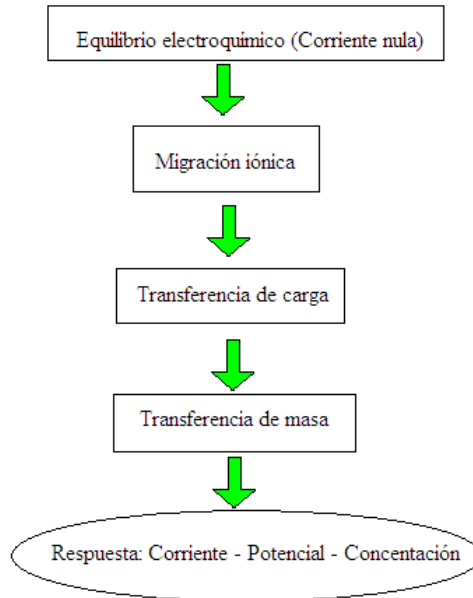 Equilibrio electroquimico (Corriente nula)
Migración iónica
Transferencia de carga
Transferencia de masa
Respuesta: Corriente - Potencial - Concentación